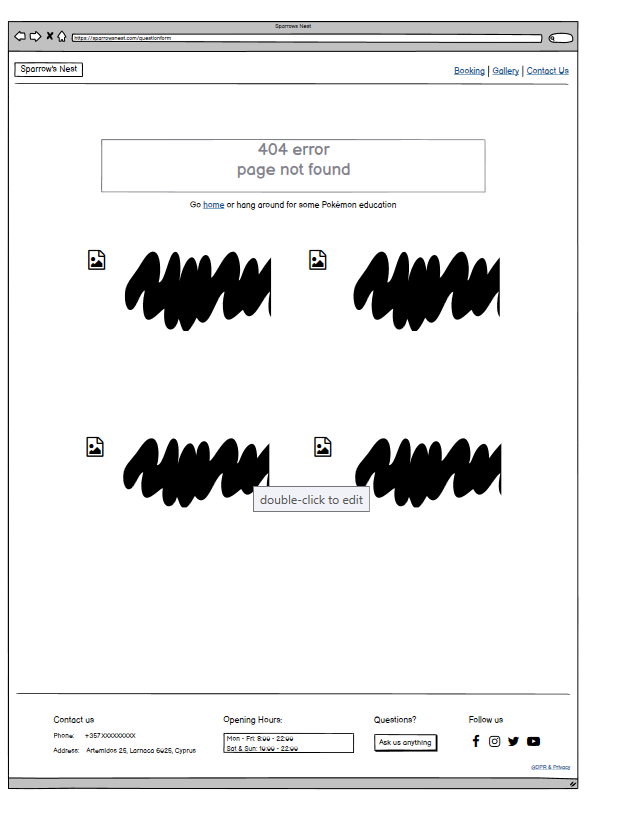 Sparrows Nest
https://sparrowsnest.com/questionform
Sparrow's Nest
Booking | Gallery | Contact Us
404 error
page not found
Go home or hang around for some Pokémon education
double-click to edit
Contact us
Phone: +357XXXXXXXXX
Address: Artemidos 25, Larnaca 6025, Cyprus
Opening Hours:
Mon - Fri: 8:00 - 22:00
Sat & Sun: 10:00 - 22:00
Questions?
Ask us anything
Follow us
GDPR & Privacy